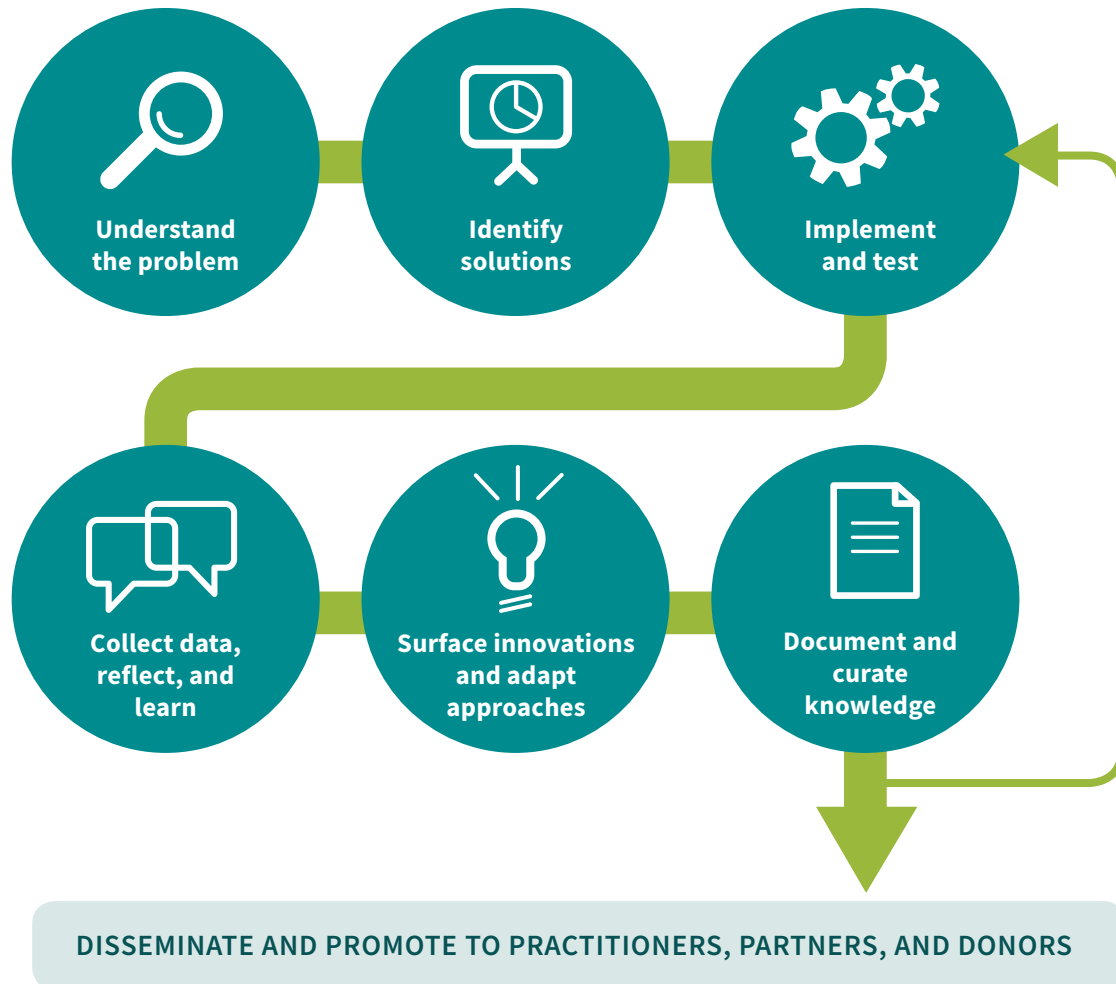 Understand
the problem
Identify
solutions
Implement
and test
Collect data,
reflect, and
learn
Surface innovations
and adapt
approaches
Document and
curate
knowledge
DISSEMINATE AND PROMOTE TO PRACTITIONERS, PARTNERS, AND DONORS